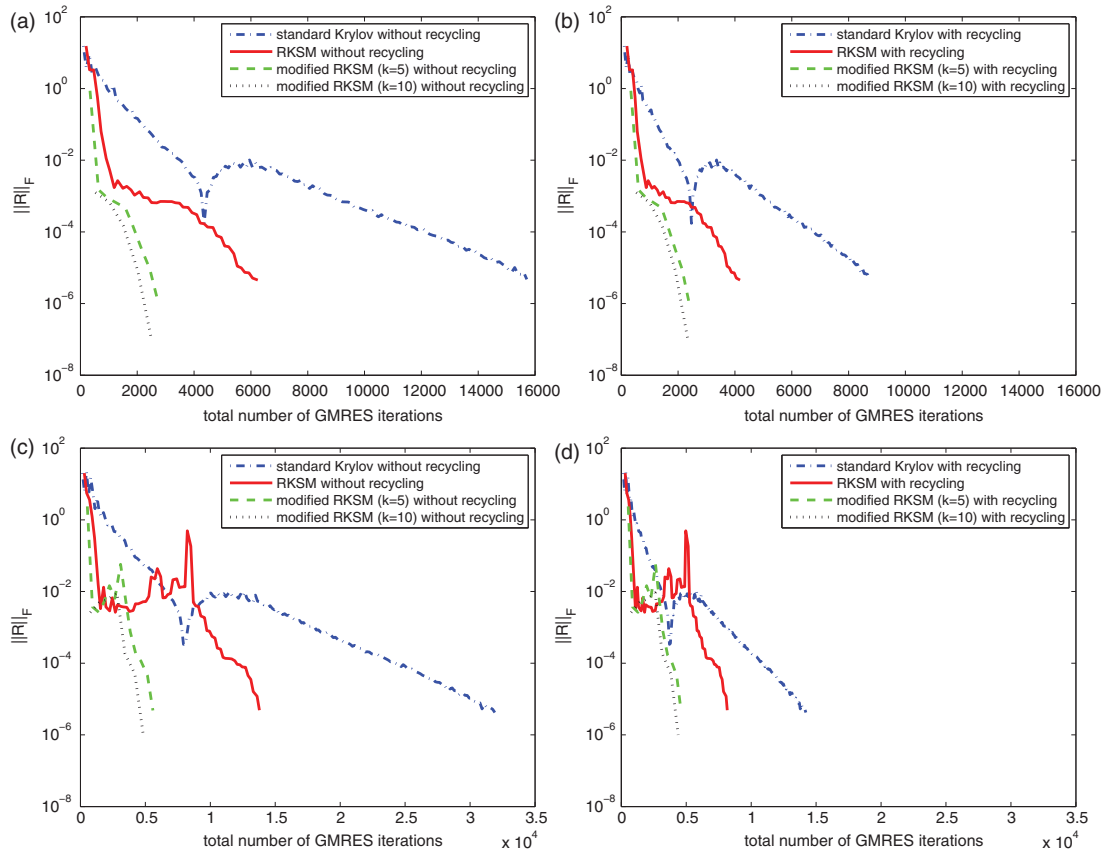 (a)
10^2
10^0
10^-2
10^-4
10^-6
10^-8
||R||_F
standard Krylov without recycling
RKSM without recycling
modified RKSM (k=5) without recycling
modified RKSM (k=10) without recycling
0 2000 4000 6000 8000 10000 12000 14000 16000
total number of GMRES iterations
(b)
10^2
10^0
10^-2
10^-4
10^-6
10^-8
||R||_F
standard Krylov with recycling
RKSM with recycling
modified RKSM (k=5) with recycling
modified RKSM (k=10) without recycling
0 2000 4000 6000 8000 10000 12000 14000 16000
total number of GMRES iterations
(c)
10^2
10^0
10^-2
10^-4
10^-6
10^-8
||R||_F
standard Krylov without recycling
RKSM without recycling
modified RKSM (k=5) without recycling
modified RKSM (k=10) without recycling
0 0.5 1 1.5 2 2.5 3 3.5
total number of GMRES iterations
x 10^4
(d)
10^2
10^0
10^-2
10^-4
10^-6
10^-8
||R||_F
standard Krylov with recycling
RKSM with recycling
modified RKSM (k=5) with recycling
modified RKSM (k=10) with recycling
0 0.5 1 1.5 2 2.5 3 3.5
total number of GMRES iterations
x 10^4